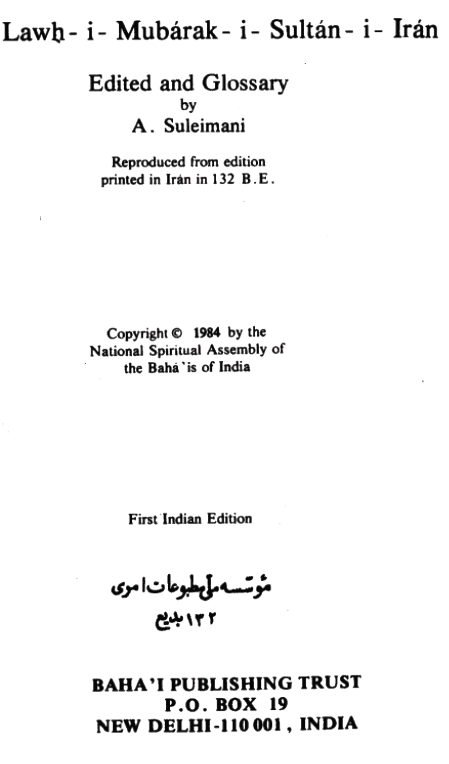 Lawḥ - i - Mubárak - i - Sultán - i - Irán
Edited and Glossary
by
A. Suleimani
Reproduced from edition
printed in Irán in 132 B.E.
Copyright © 1984 by the
National Spiritual Assembly of
the Bahá'is of India
First Indian Edition
مؤسسه ملی مطبوعات امری
۱۳۲ بدیع
BAHA'I PUBLISHING TRUST
P.O. BOX 19
NEW DELHI-110 001, INDIA